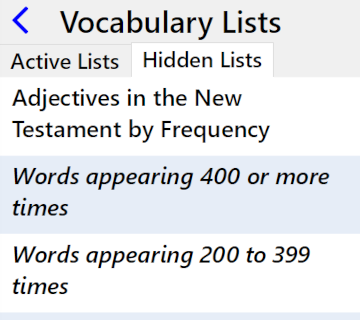 Vocabulary Lists
Active Lists Hidden Lists
Adjectives in the New
Testament by Frequency
Words appearing 400 or more
times
Words appearing 200 to 399
times